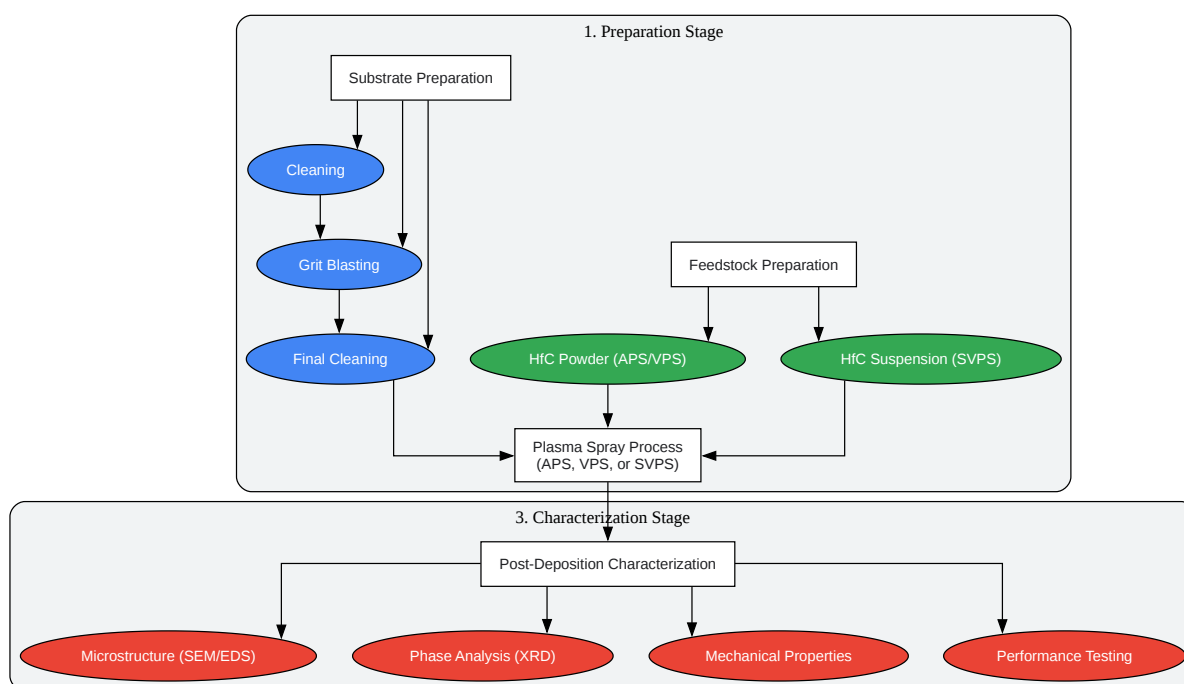 1. Preparation Stage
Substrate Preparation
Cleaning
Grit Blasting
Feedstock Preparation
Final Cleaning
HfC Powder (APS/VPS)
HfC Suspension (SVPS)
Plasma Spray Process
(APS, VPS, or SVPS)
3. Characterization Stage
Post-Deposition Characterization
Microstructure (SEM/EDS)
Phase Analysis (XRD)
Mechanical Properties
Performance Testing